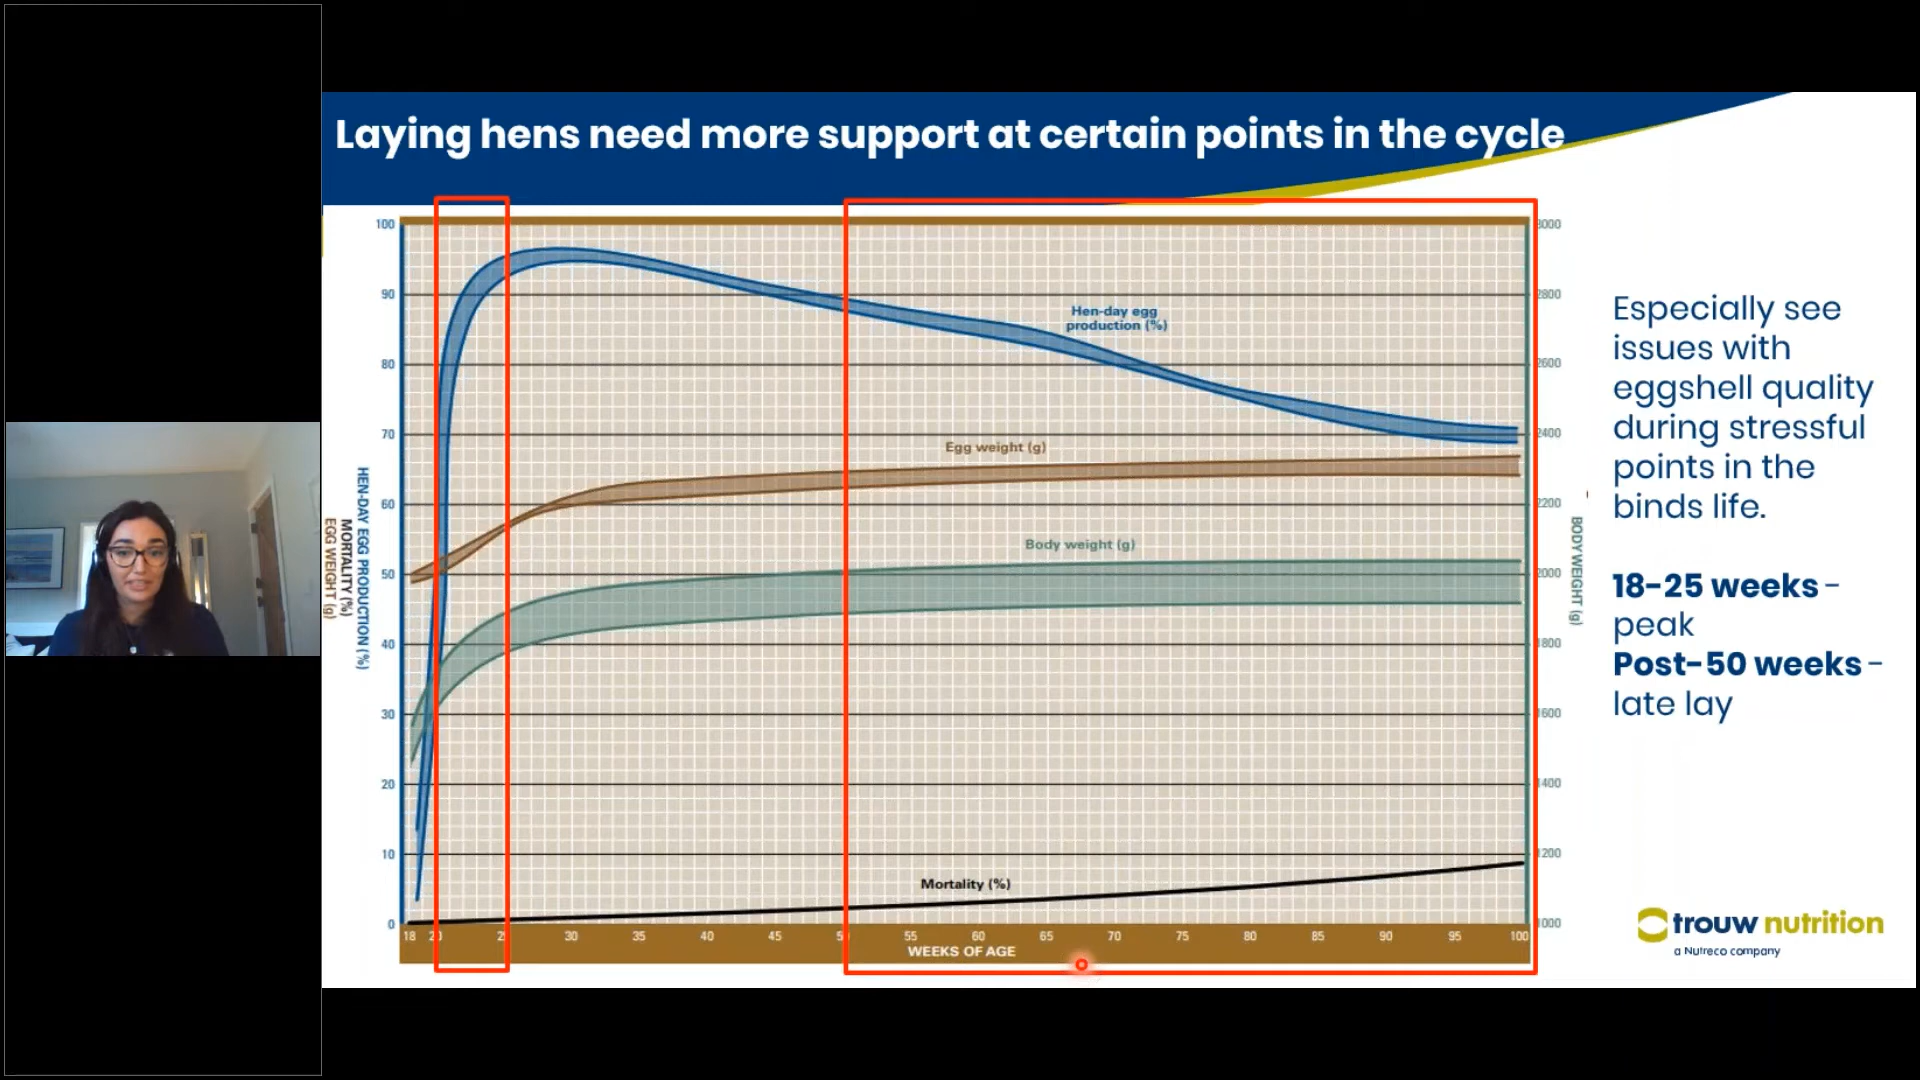 Laying hens need more support at certain points in the cycle
100
90
80
70
60
50
40
30
20
10
0
HEN-DAY EGG PRODUCTION (%)
MORTALITY (%)
EGG WEIGHT (g)
Hen-day egg
production (%)
Egg weight (g)
Body weight (g)
Mortality (%)
3000
2800
2600
2400
2200
2000
1800
1600
1400
1200
1000
BODY WEIGHT (g)
18 20 30 35 40 45 55 60 65 70 75 80 85 90 95 100
WEEKS OF AGE
Especially see
issues with
eggshell quality
during stressful
points in the
binds life.
18-25 weeks –
peak
Post-50 weeks –
late lay
trouw nutrition
a Nutreco company